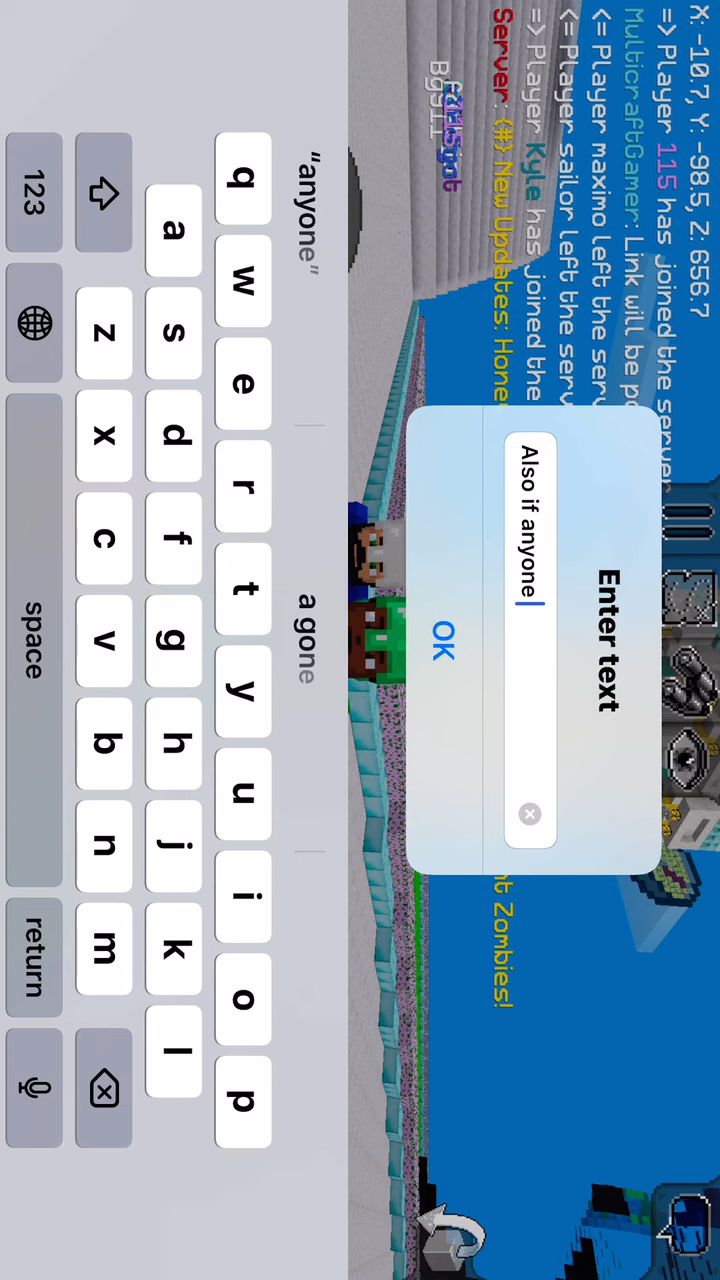 X: -10.7, Y: -98.5, Z: 656.7
=> Player 115 has joined the server
MulticraftGamer: Link will be po
<= Player maximo left the serv
<= Player sailor left the serv
=> Player Kyle has joined the
Server: {#} New Updates: Hone nt Zombies!
Enter text
Also if anyone
OK
"anyone" a gone
q w e r t y u i o p
a s d f g h j k l
z x c v b n m
123 space return